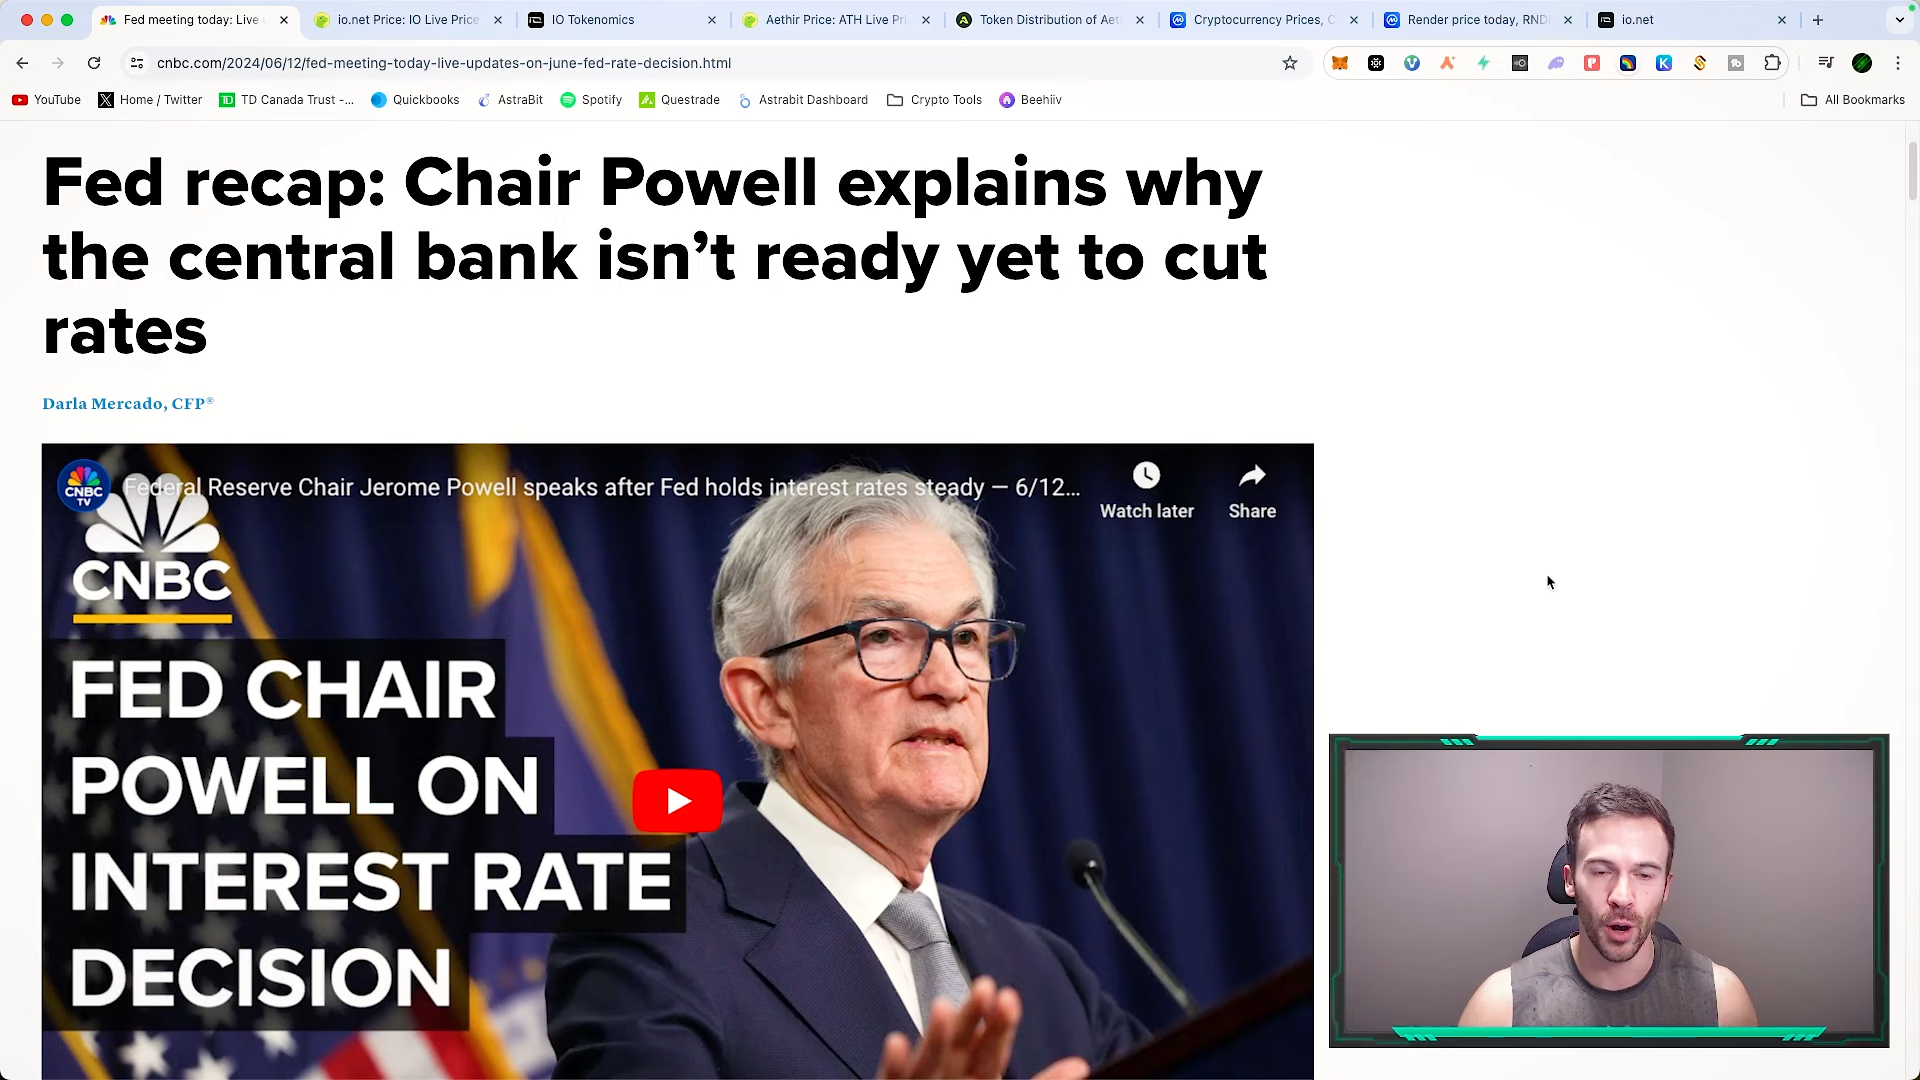 Fed meeting today: Live u
io.net Price: IO Live Price
IO Tokenomics
Aethir Price: ATH Live Pri
Token Distribution of Aet
Cryptocurrency Prices, C
Render price today, RND
io.net
cnbc.com/2024/06/12/fed-meeting-today-live-updates-on-june-fed-rate-decision.html
YouTube
Home / Twitter
TD Canada Trust -...
Quickbooks
AstraBit
Spotify
Questrade
Astrabit Dashboard
Crypto Tools
Beehiiv
All Bookmarks
Fed recap: Chair Powell explains why
the central bank isn’t ready yet to cut
rates
Darla Mercado, CFP®
CNBC
TV
Federal Reserve Chair Jerome Powell speaks after Fed holds interest rates steady — 6/12...
Watch later
Share
CNBC
FED CHAIR
POWELL ON
INTEREST RATE
DECISION